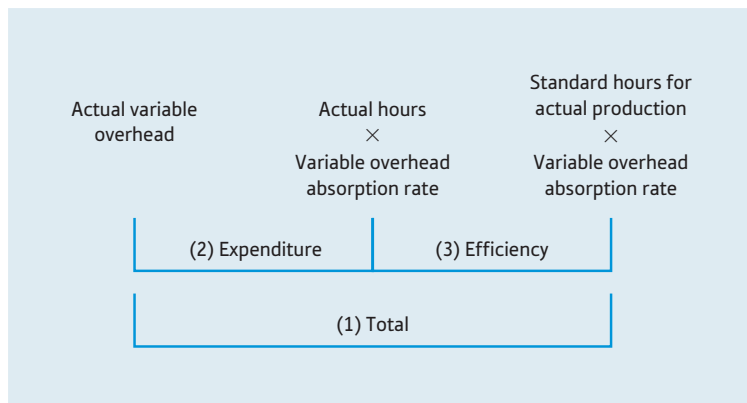 Actual variable
overhead
Actual hours
×
Variable overhead
absorption rate
Standard hours for
actual production
×
Variable overhead
absorption rate
(2) Expenditure
(3) Efficiency
(1) Total